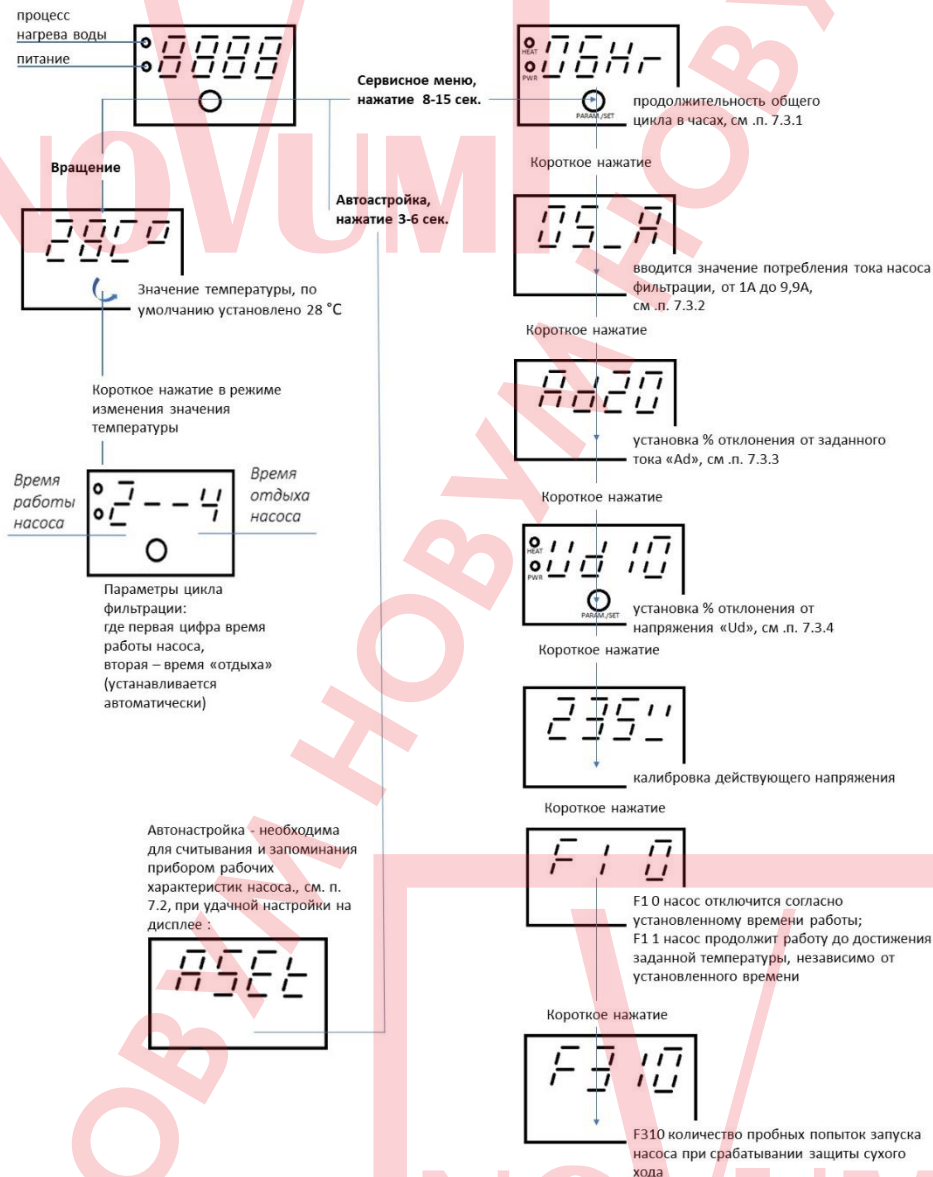 процесс
нагрева воды
питание
8888
Вращение
28C°
Значение температуры, по
умолчанию установлено 28 °С
Короткое нажатие в режиме
изменения значения
температуры
Время
работы
насоса
2--4
Время
отдыха
насоса
Параметры цикла
фильтрации:
где первая цифра время
работы насоса,
вторая – время «отдыха»
(устанавливается
автоматически)
Автоастройка,
нажатие 3-6 сек.
Автонастройка - необходима
для считывания и запоминания
прибором рабочих
характеристик насоса., см. п.
7.2, при удачной настройки на
дисплее :
ASEt
Сервисное меню,
нажатие 8-15 сек.
HEAT
PWR
06Hr
PARAM./SET
продолжительность общего
цикла в часах, см .п. 7.3.1
Короткое нажатие
05_A
вводится значение потребления тока насоса
фильтрации, от 1А до 9,9А,
см .п. 7.3.2
Короткое нажатие
Ad20
установка % отклонения от заданного
тока «Ad», см .п. 7.3.3
Короткое нажатие
HEAT
PWR
Ud10
PARAM./SET
установка % отклонения от
напряжения «Ud», см .п. 7.3.4
Короткое нажатие
235
калибровка действующего напряжения
Короткое нажатие
F1 0
F1 0 насос отключится согласно
установленному времени работы;
F1 1 насос продолжит работу до достижения
заданной температуры, независимо от
установленного времени
Короткое нажатие
F310
F310 количество пробных попыток запуска
насоса при срабатывании защиты сухого
хода
NOVUM
НОВУМ НОВУМ НОВУМ